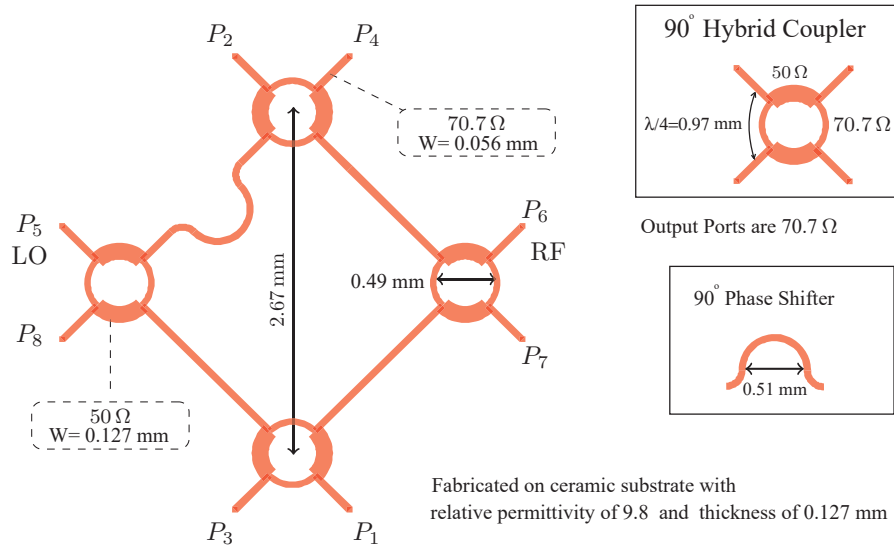 P2
P4
90° Hybrid Coupler
50 Ω
λ/4=0.97 mm
70.7 Ω
70.7 Ω
W= 0.056 mm
P5
LO
P6
RF
Output Ports are 70.7 Ω
2.67 mm
0.49 mm
90° Phase Shifter
P8
P7
0.51 mm
50 Ω
W= 0.127 mm
P3
P1
Fabricated on ceramic substrate with
relative permittivity of 9.8 and thickness of 0.127 mm